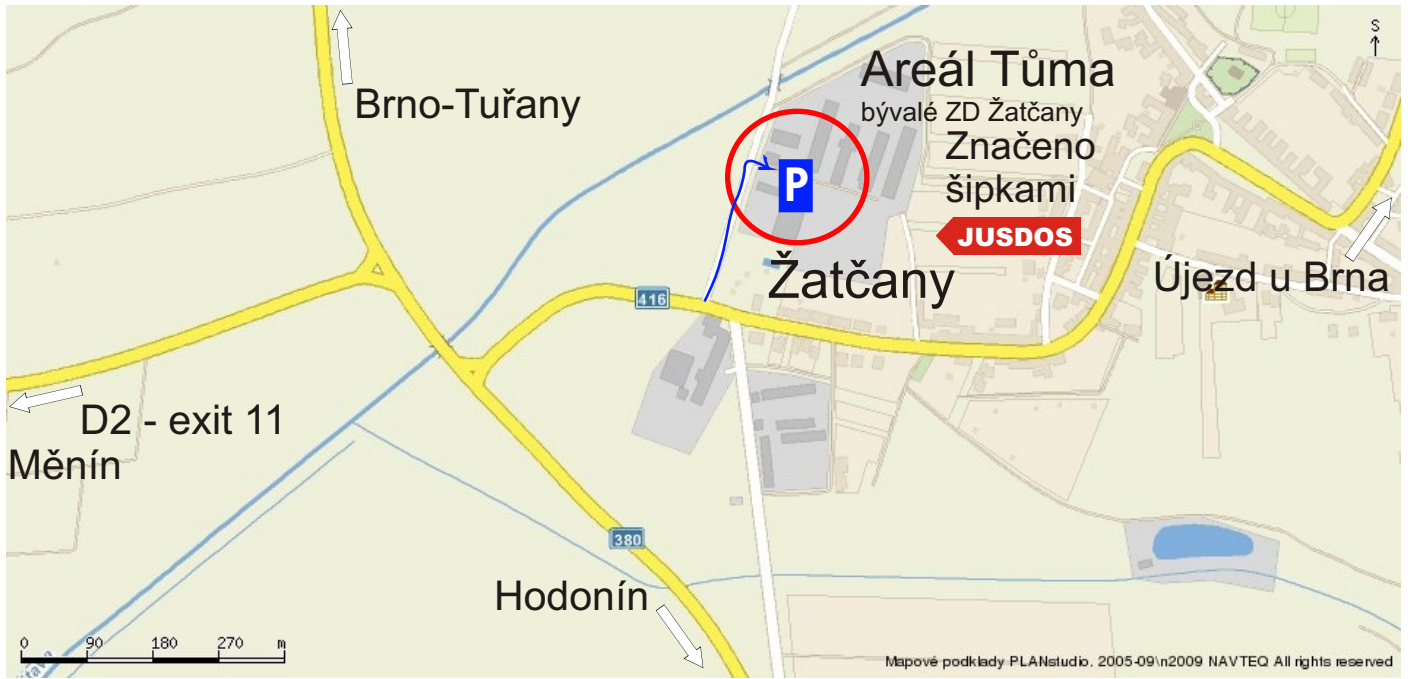 S
Areál Tůma
bývalé ZD Žatčany
Brno-Tuřany
Značeno
šipkami
P
JUSDOS
Žatčany
Újezd u Brna
416
D2 - exit 11
Měnín
380
Hodonín
0 90 180 270 m
Mapové podklady PLANstudio, 2005-09\n2009 NAVTEQ All rights reserved